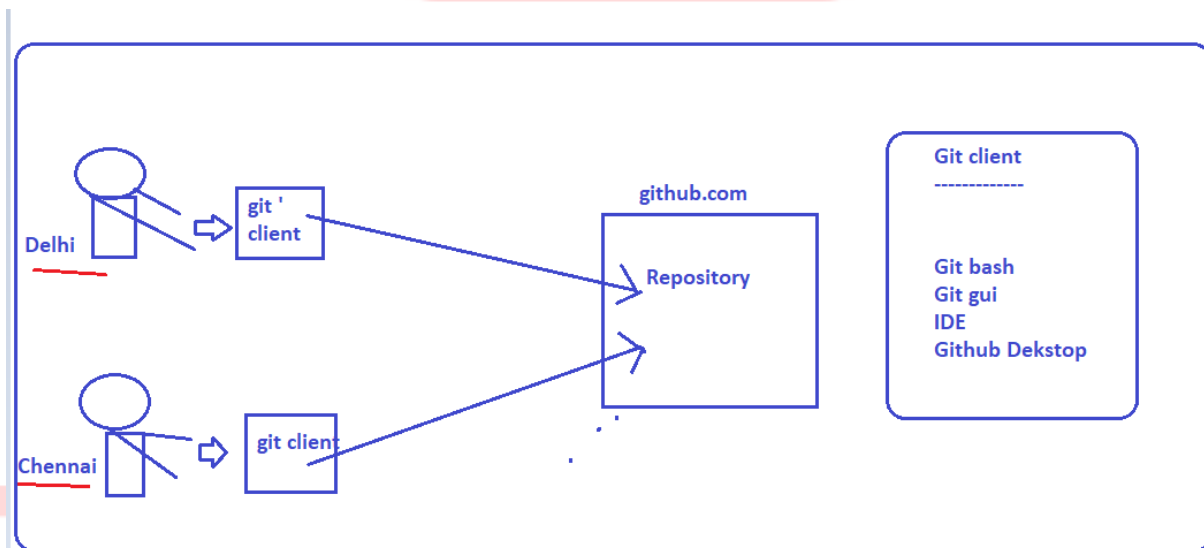 github.com
git '
client
Delhi
Repository
git client
Chennai
Git client
-------------
Git bash
Git gui
IDE
Github Dekstop